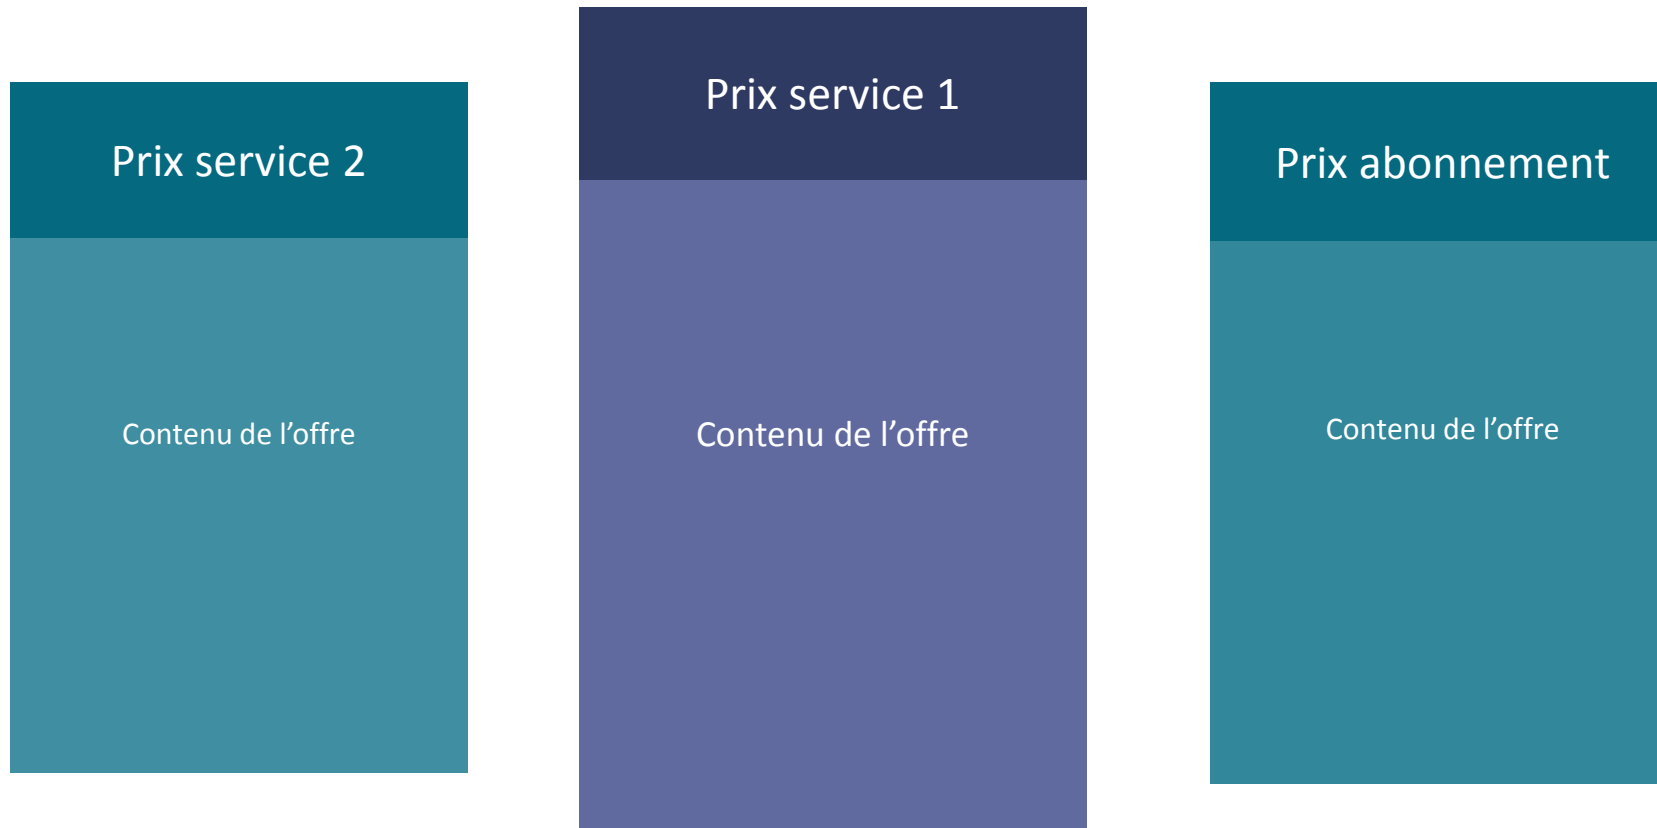 Prix service 2
Contenu de l’offre
Prix service 1
Contenu de l’offre
Prix abonnement
Contenu de l’offre